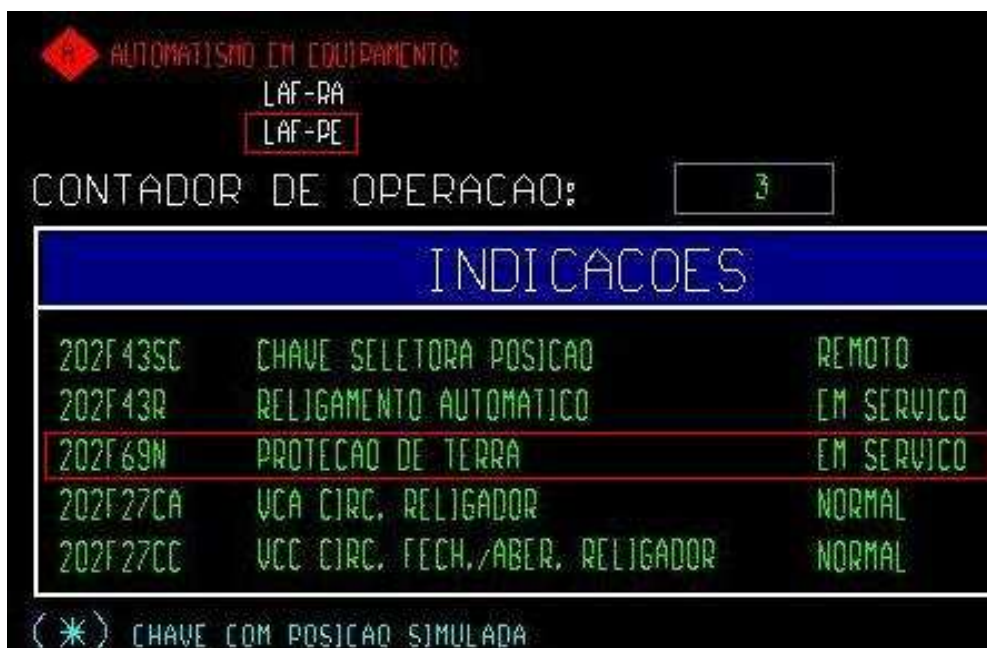 A AUTOMATISMO EM EQUIPAMENTO:
LAF-RA
LAF-PE
CONTADOR DE OPERACAO: 3
INDICACOES
202F43SC CHAVE SELETORA POSICAO REMOTO
202F43R RELIGAMENTO AUTOMATICO EM SERVICO
202F69N PROTECAO DE TERRA EM SERVICO
202F27CA VCA CIRC. RELIGADOR NORMAL
202F27CC VCC CIRC. FECH./ABER. RELIGADOR NORMAL
(*) CHAVE COM POSICAO SIMULADA